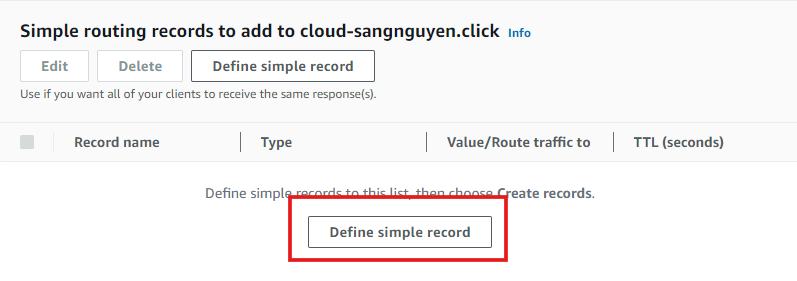 Simple routing records to add to cloud-sangnguyen.click Info
Edit Delete Define simple record
Use if you want all of your clients to receive the same response(s).
Record name Type Value/Route traffic to TTL (seconds)
Define simple records to this list, then choose Create records.
Define simple record